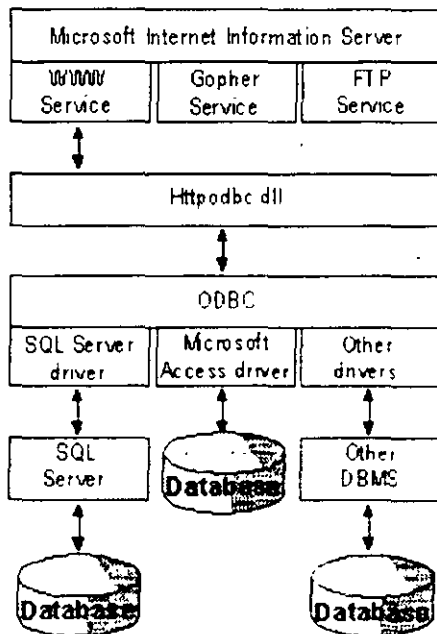 Microsoft Internet Information Server
WWW
Service
Gopher
Service
FTP
Service
Httpodbc dll
ODBC
SQL Server
driver
Microsoft
Access driver
Other
drivers
SQL
Server
Database
Other
DBMS
Database
Database